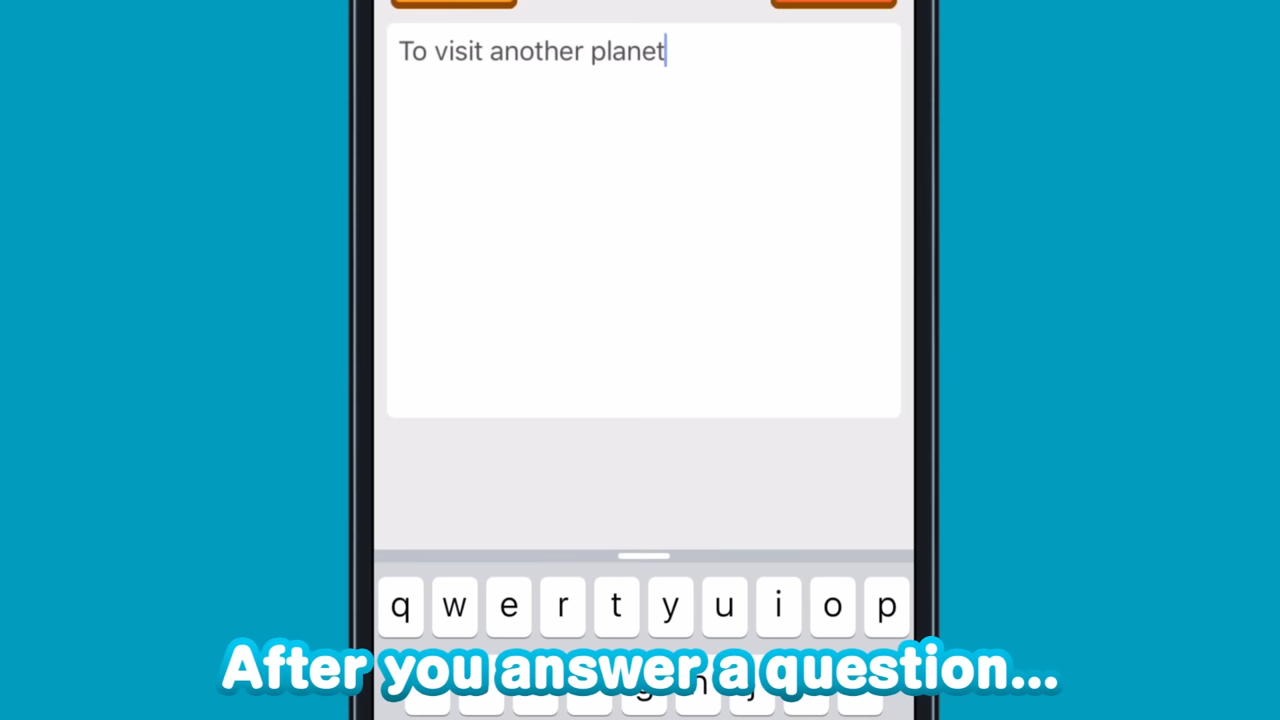 To visit another planet
q w e r t y u i o p
After you answer a question...